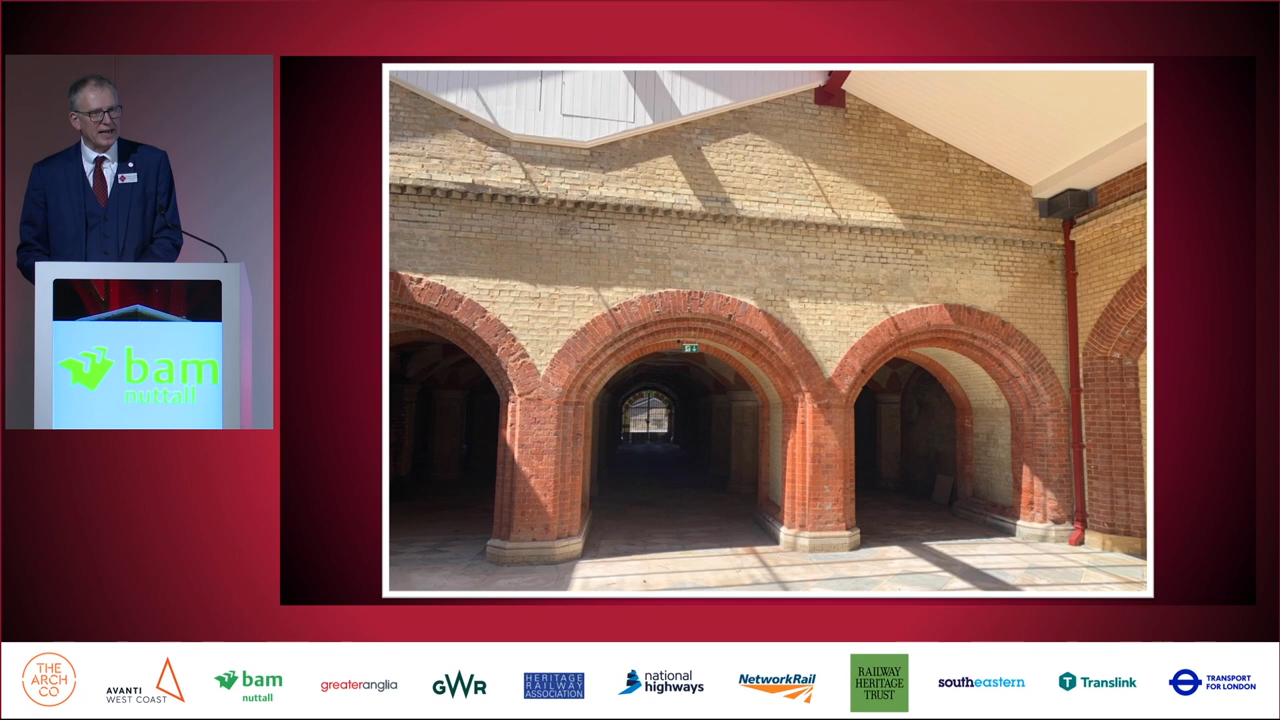 bam
nuttall
THE
ARCH
CO
AVANTI
WEST COAST
bam
nuttall
greateranglia
GWR
HERITAGE
RAILWAY
ASSOCIATION
national
highways
NetworkRail
RAILWAY
HERITAGE
TRUST
southeastern
Translink
TRANSPORT
FOR LONDON